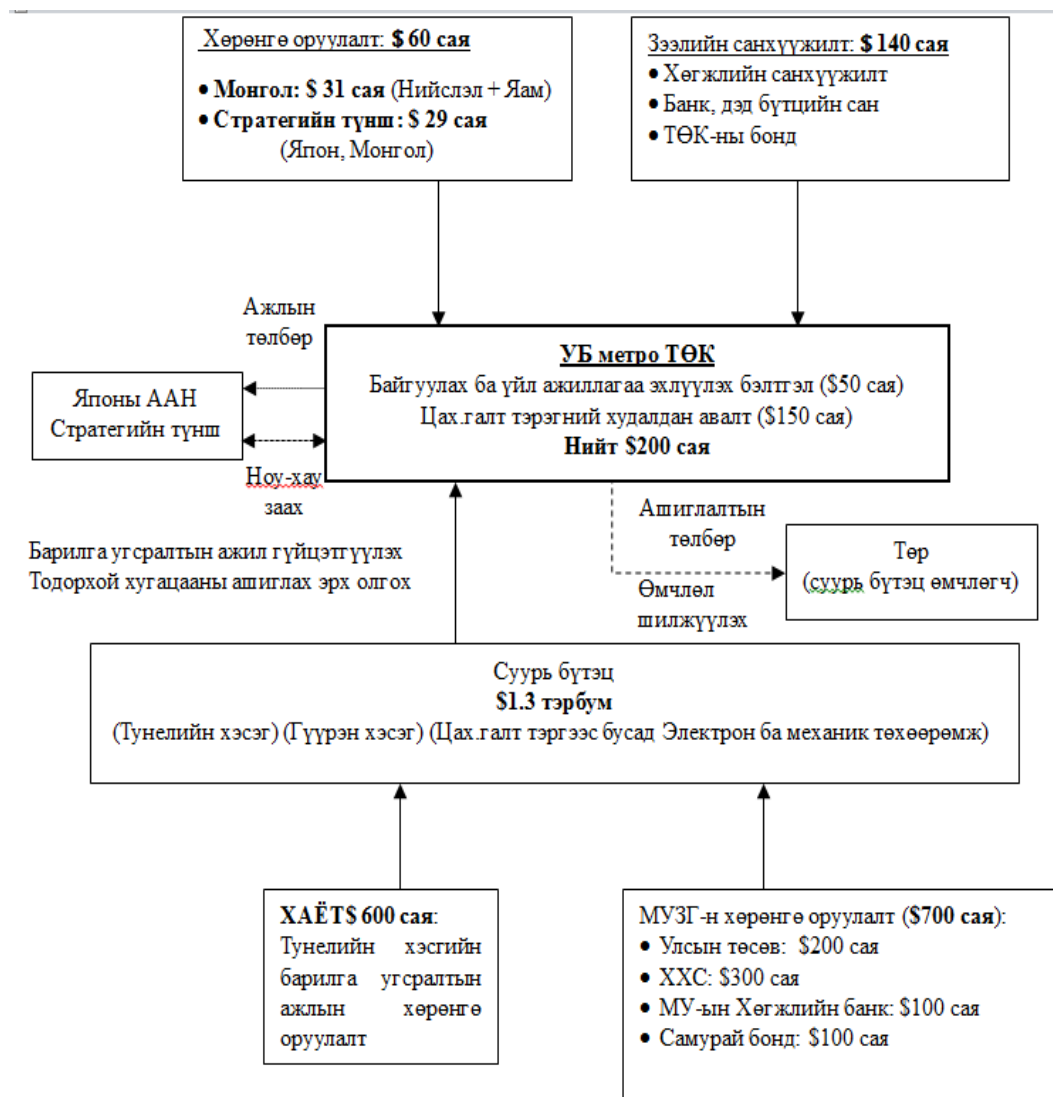 Хөрөнгө оруулалт: $ 60 сая
• Монгол: $ 31 сая (Нийслэл + Яам)
• Стратегийн түнш: $ 29 сая
(Япон, Монгол)
Зээлийн санхүүжилт: $ 140 сая
• Хөгжлийн санхүүжилт
• Банк, дэд бүтцийн сан
• ТӨК-ны бонд
Ажлын
төлбөр
УБ метро ТӨК
Байгуулах ба үйл ажиллагаа эхлүүлэх бэлтгэл ($50 сая)
Цах.галт тэрэгний худалдан авалт ($150 сая)
Нийт $200 сая
Японы ААН
Стратегийн түнш
Ноу-хау
заах
Ашиглалтын
төлбөр
Өмчлөл
шилжүүлэх
Төр
(суурь бүтэц өмчлөгч)
Барилга угсралтын ажил гүйцэтгүүлэх
Тодорхой хугацааны ашиглах эрх олгох
Суурь бүтэц
$1.3 тэрбум
(Тунелийн хэсэг) (Гүүрэн хэсэг) (Цах.галт тэргээс бусад Электрон ба механик төхөөрөмж)
ХАЁТ$ 600 сая:
Тунелийн хэсгийн
барилга угсралтын
ажлын хөрөнгө
оруулалт
МУЗГ-н хөрөнгө оруулалт ($700 сая):
• Улсын төсөв: $200 сая
• ХХС: $300 сая
• МУ-ын Хөгжлийн банк: $100 сая
• Самурай бонд: $100 сая